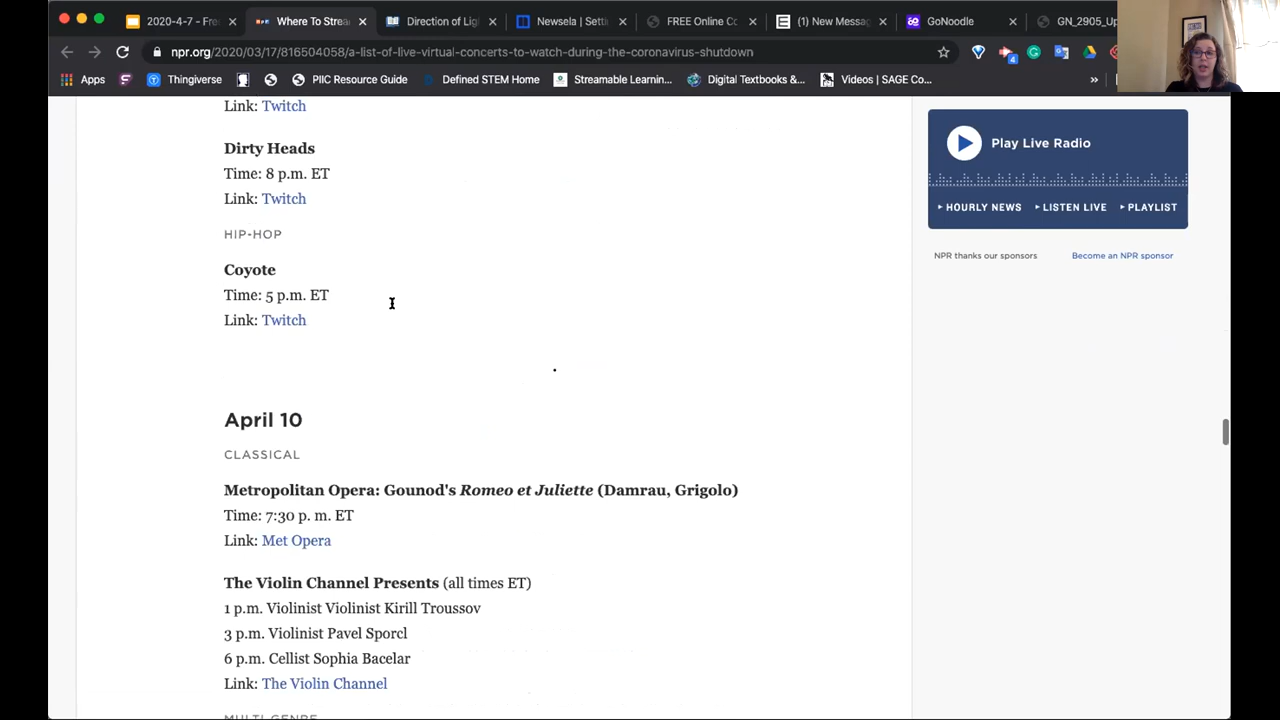 2020-4-7 - Fre
Where To Strea
Direction of Lig
Newsela | Setti
FREE Online Co
(1) New Messag
GoNoodle
GN_2905_Up
npr.org/2020/03/17/816504058/a-list-of-live-virtual-concerts-to-watch-during-the-coronavirus-shutdown
4
Apps
Thingiverse
PIIC Resource Guide
Defined STEM Home
Streamable Learnin...
Digital Textbooks &...
Videos | SAGE Co...
»
Link: Twitch
Dirty Heads
Time: 8 p.m. ET
Link: Twitch
HIP-HOP
Coyote
Time: 5 p.m. ET
Link: Twitch
April 10
CLASSICAL
Metropolitan Opera: Gounod's Romeo et Juliette (Damrau, Grigolo)
Time: 7:30 p. m. ET
Link: Met Opera
The Violin Channel Presents (all times ET)
1 p.m. Violinist Violinist Kirill Troussov
3 p.m. Violinist Pavel Sporcl
6 p.m. Cellist Sophia Bacelar
Link: The Violin Channel
MULTI-GENRE
Play Live Radio
HOURLY NEWS LISTEN LIVE PLAYLIST
NPR thanks our sponsors
Become an NPR sponsor